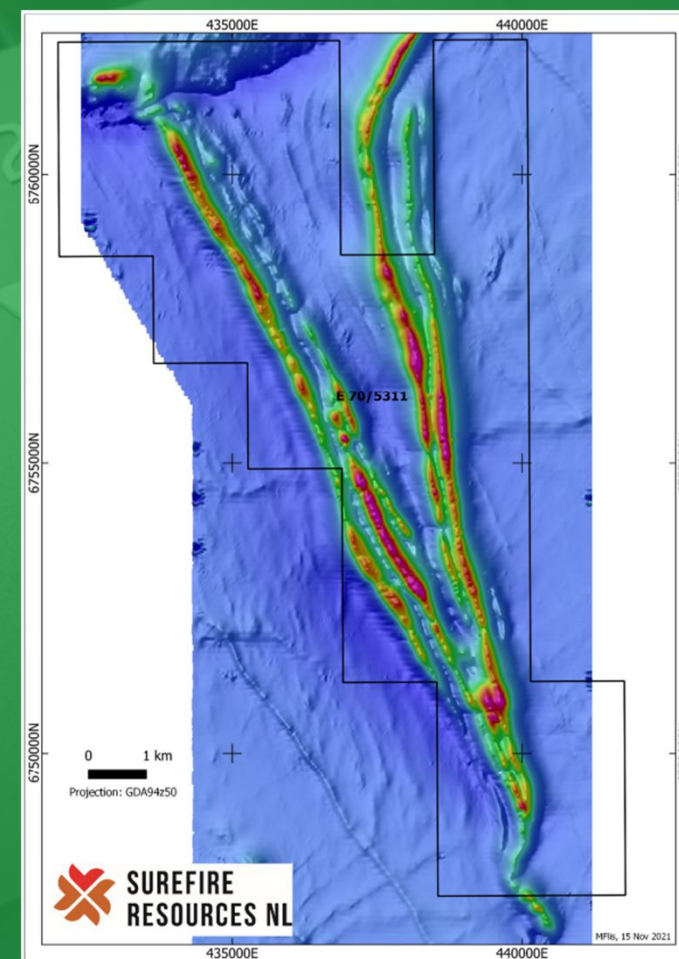 435000E
440000E
5760000N
E 70/5311
6755000N
6750000N
0 1 km
Projection: GDA94z50
SUREFIRE
RESOURCES NL
MFlis, 15 Nov 2021
435000E
440000E